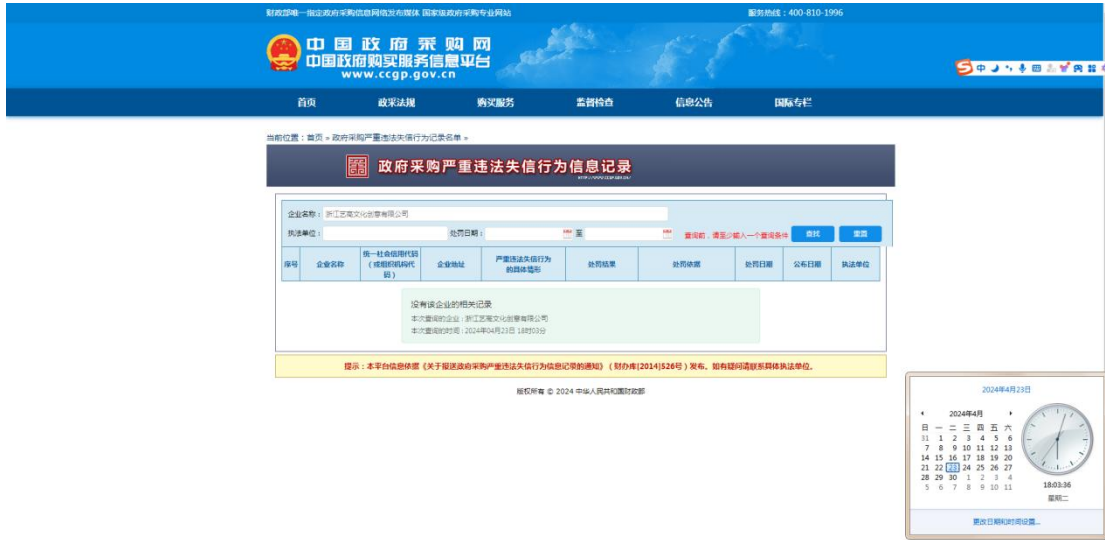 财政部唯一指定政府采购信息网络发布媒体 国家级政府采购专业网站
服务热线：400-810-1996
中国政府采购网
中国政府购买服务信息平台
www.ccgp.gov.cn
中
首页 政采法规 购买服务 监督检查 信息公告 国际专栏
当前位置：首页 » 政府采购严重违法失信行为记录名单 »
政府采购严重违法失信行为信息记录
企业名称： 浙江艺高文化创意有限公司
执法单位： 处罚日期： 至 查询前，请至少输入一个查询条件 查找 重置
序号 企业名称 统一社会信用代码（或组织机构代码） 企业地址 严重违法失信行为的具体情形 处罚结果 处罚依据 处罚日期 公布日期 执法单位
没有该企业的相关记录
本次查询的企业：浙江艺高文化创意有限公司
本次查询的时间：2024年04月23日 18时03分
提示：本平台信息依据《关于报送政府采购严重违法失信行为信息记录的通知》（财办库[2014]526号）发布。如有疑问请联系具体执法单位。
版权所有 © 2024 中华人民共和国财政部
2024年4月23日
2024年4月
日 一 二 三 四 五 六
31 1 2 3 4 5 6
7 8 9 10 11 12 13
14 15 16 17 18 19 20
21 22 23 24 25 26 27
28 29 30 1 2 3 4
5 6 7 8 9 10 11
18:03:36
星期二
更改日期和时间设置...